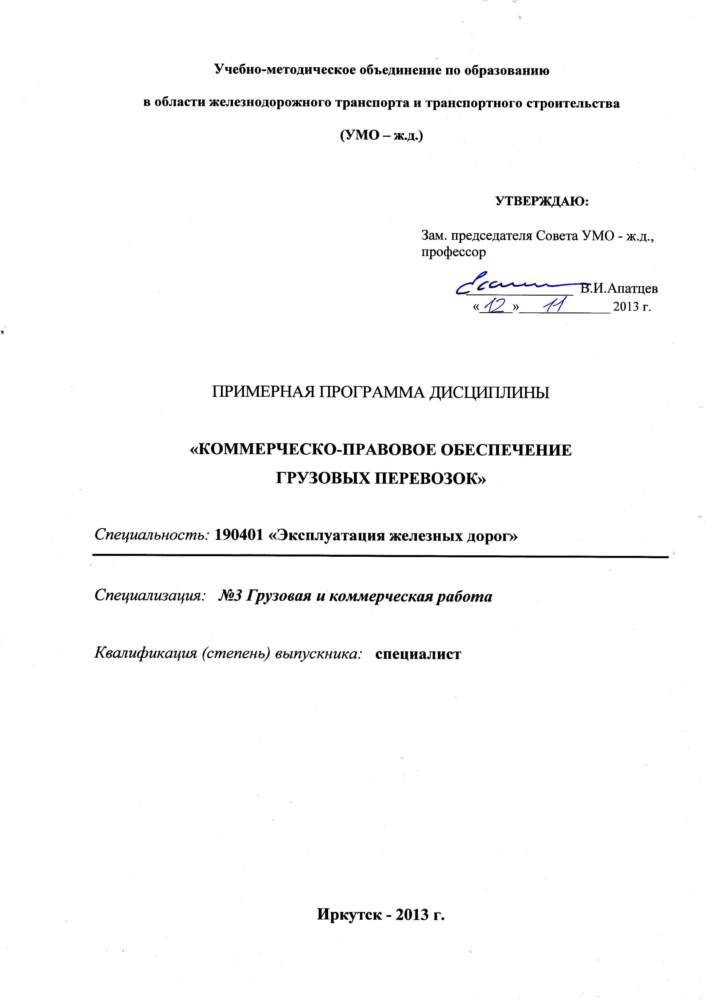 Учебно-методическое объединение по образованию
в области железнодорожного транспорта и транспортного строительства
(УМО – ж.д.)
УТВЕРЖДАЮ:
Зам. председателя Совета УМО - ж.д.,
профессор
В.И.Апатцев
«12» 11 2013 г.
ПРИМЕРНАЯ ПРОГРАММА ДИСЦИПЛИНЫ
«КОММЕРЧЕСКО-ПРАВОВОЕ ОБЕСПЕЧЕНИЕ
ГРУЗОВЫХ ПЕРЕВОЗОК»
Специальность: 190401 «Эксплуатация железных дорог»
Специализация: №3 Грузовая и коммерческая работа
Квалификация (степень) выпускника: специалист
Иркутск - 2013 г.